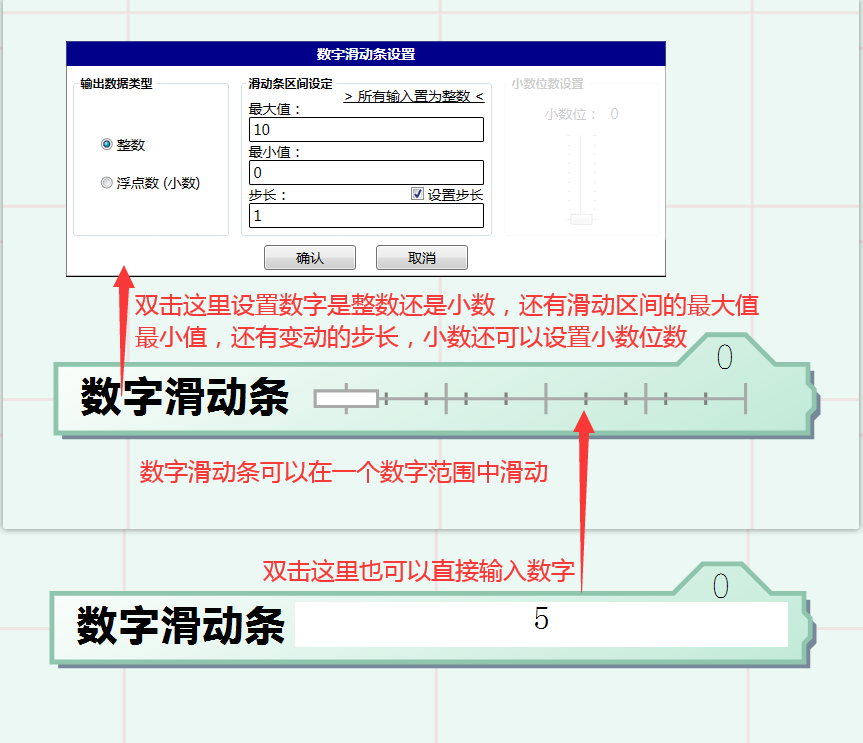 数字滑动条设置
输出数据类型
整数
浮点数 (小数)
滑动条区间设定
> 所有输入置为整数 <
最大值：
10
最小值：
0
步长：
设置步长
1
小数位数设置
小数位： 0
确认
取消
双击这里设置数字是整数还是小数，还有滑动区间的最大值
最小值，还有变动的步长，小数还可以设置小数位数
0
数字滑动条
数字滑动条可以在一个数字范围中滑动
双击这里也可以直接输入数字
0
数字滑动条
5